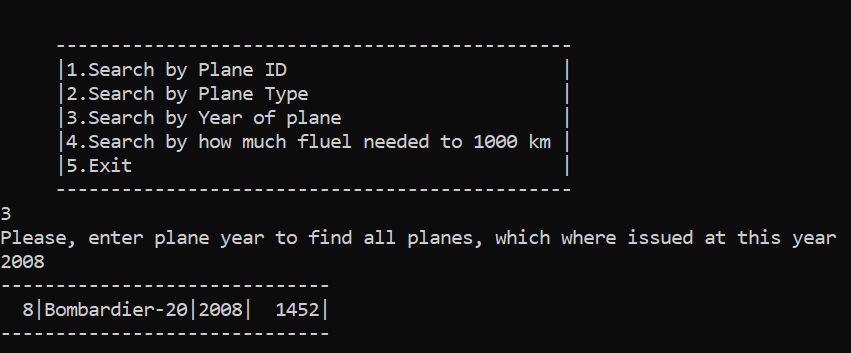 -----------------------------------------------
|1.Search by Plane ID                         |
|2.Search by Plane Type                       |
|3.Search by Year of plane                    |
|4.Search by how much fluel needed to 1000 km |
|5.Exit                                       |
-----------------------------------------------
3
Please, enter plane year to find all planes, which where issued at this year
2008
------------------------------
  8|Bombardier-20|2008|  1452|
------------------------------